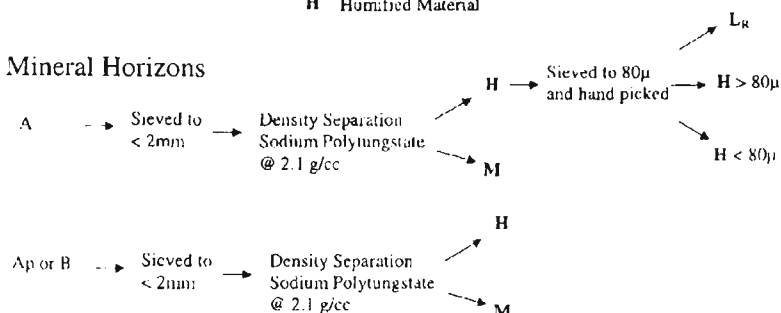 H Humified Material
L_R
Mineral Horizons
H
Sieved to 80μ
and hand picked
H > 80μ
A
Sieved to
< 2mm
Density Separation
Sodium Polytungstate
@ 2.1 g/cc
M
H < 80μ
H
Ap or B
Sieved to
< 2mm
Density Separation
Sodium Polytungstate
@ 2.1 g/cc
M